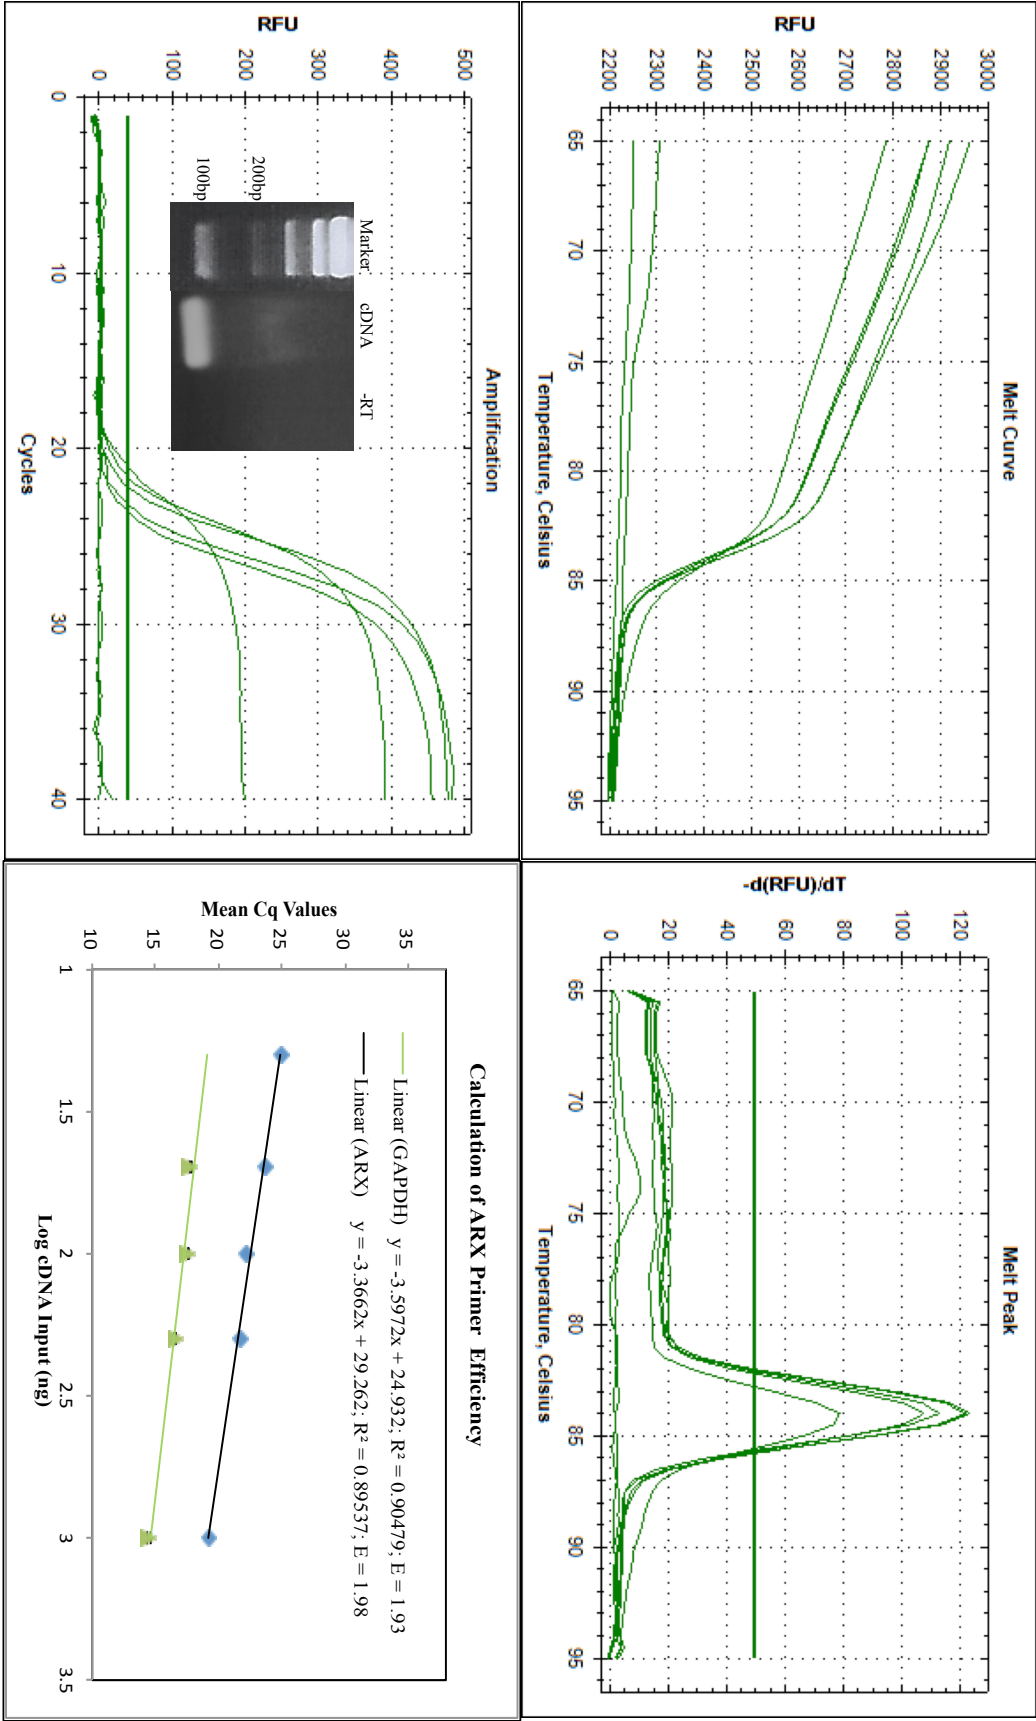 Melt Curve
RFU
3000
2900
2800
2700
2600
2500
2400
2300
2200
65 70 75 80 85 90 95
Temperature, Celsius
Melt Peak
-d(RFU)/dT
120
100
80
60
40
20
0
65 70 75 80 85 90 95
Temperature, Celsius
Amplification
RFU
500
400
300
200
100
0
Marker cDNA -RT
200bp
100bp
0 10 20 30 40
Cycles
Calculation of ARX Primer Efficiency
Linear (GAPDH) y = -3.5972x + 24.932, R² = 0.90479; E = 1.93
Linear (ARX) y = -3.3662x + 29.262; R² = 0.89537; E = 1.98
Mean Cq Values
35
30
25
20
15
10
1 1.5 2 2.5 3 3.5
Log cDNA Input (ng)